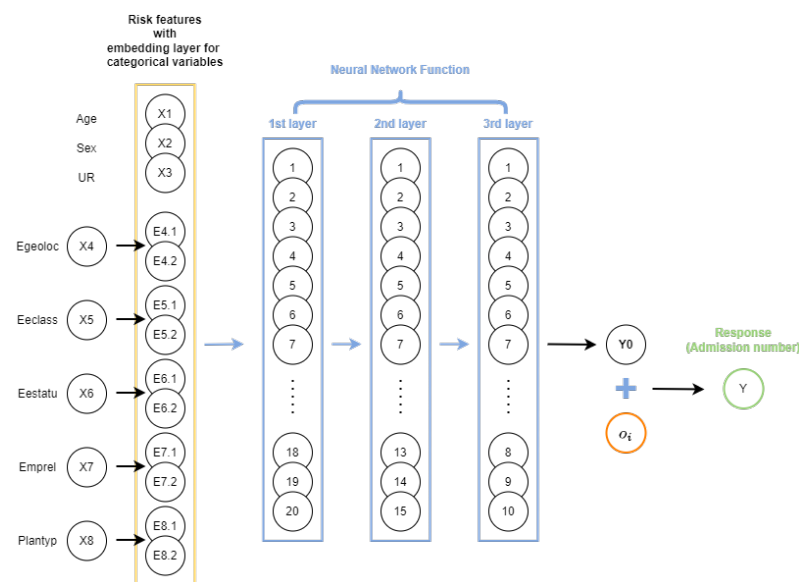 Risk features
with
embedding layer for
categorical variables
Neural Network Function
1st layer
2nd layer
3rd layer
Age
Sex
UR
X1
X2
X3
Egeoloc
X4
E4.1
E4.2
Eeclass
X5
E5.1
E5.2
Eestatu
X6
E6.1
E6.2
Emprel
X7
E7.1
E7.2
Plantyp
X8
E8.1
E8.2
1
2
3
4
5
6
7
18
19
20
1
2
3
4
5
6
7
13
14
15
1
2
3
4
5
6
7
8
9
10
Y0
+
oi
Response
(Admission number)
Y